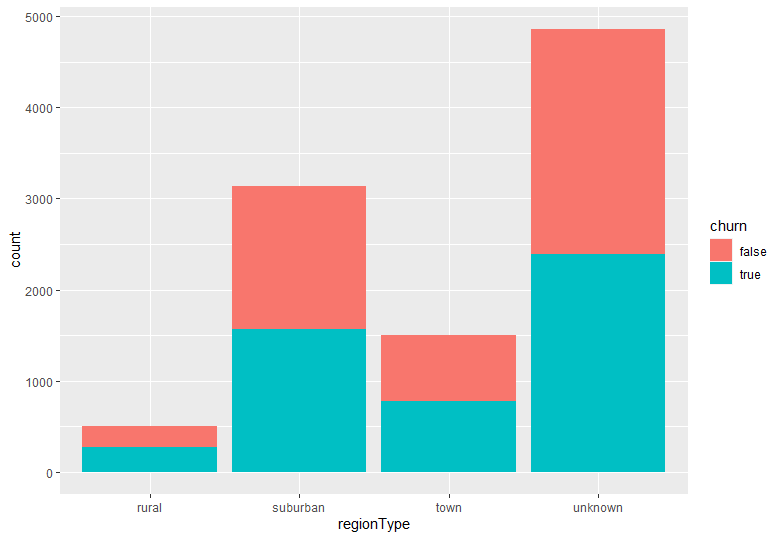 5000
4000
3000
2000
1000
0
count
rural suburban town unknown
regionType
churn
false
true